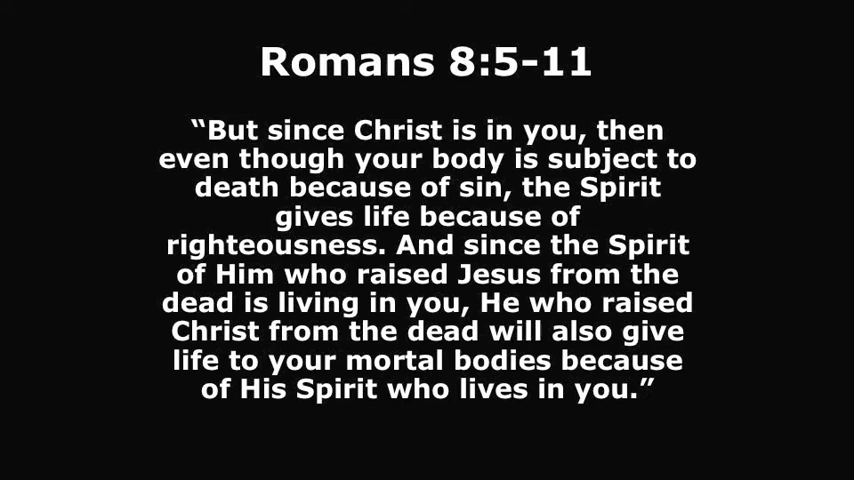 Romans 8:5-11
“But since Christ is in you, then
even though your body is subject to
death because of sin, the Spirit
gives life because of
righteousness. And since the Spirit
of Him who raised Jesus from the
dead is living in you, He who raised
Christ from the dead will also give
life to your mortal bodies because
of His Spirit who lives in you.”